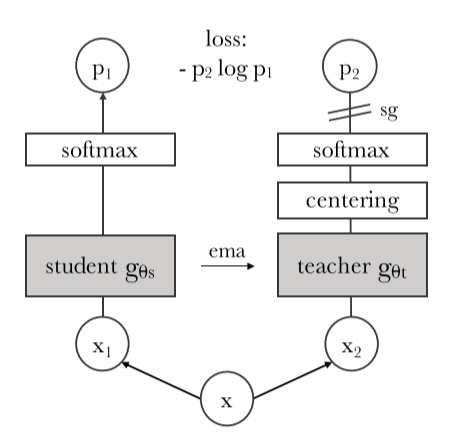 loss:
- p₂ log p₁
p₁
p₂
sg
softmax
softmax
centering
student gθs
ema
teacher gθt
x₁
x₂
x